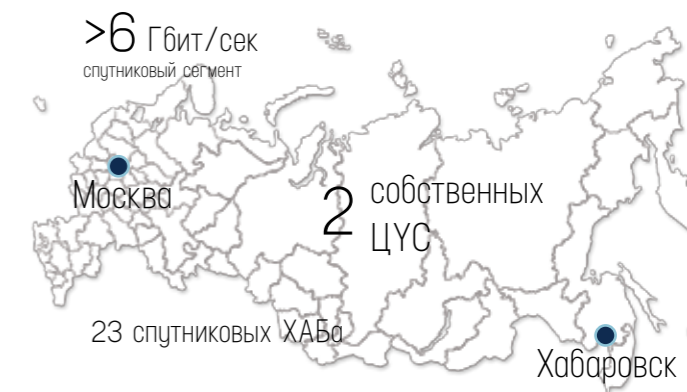 >6 Гбит/сек
спутниковый сегмент
Москва
2 собственных
ЦУС
23 спутниковых ХАБа
Хабаровск